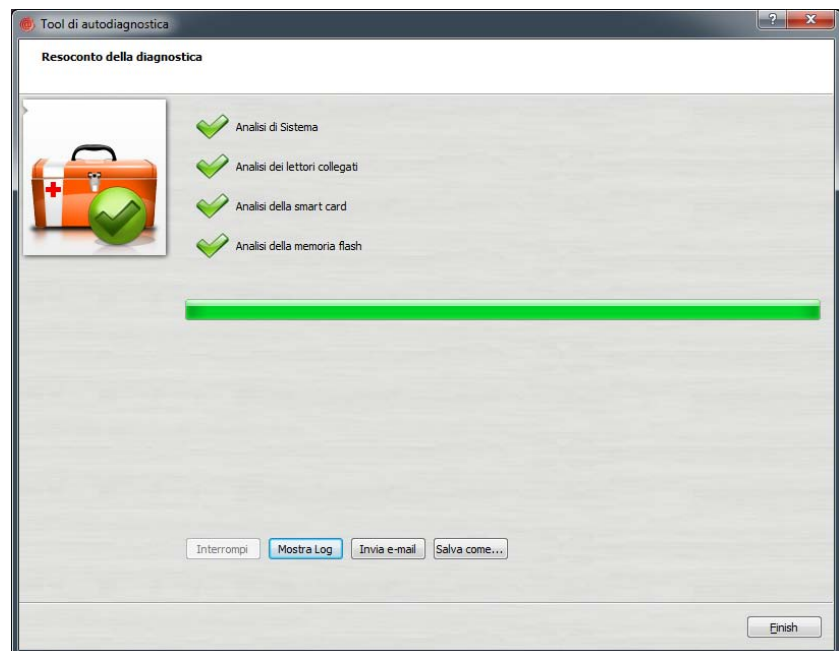 Tool di autodiagnostica
Resoconto della diagnostica
Analisi di Sistema
Analisi dei lettori collegati
Analisi della smart card
Analisi della memoria flash
Interrompi Mostra Log Invia e-mail Salva come...
Finish